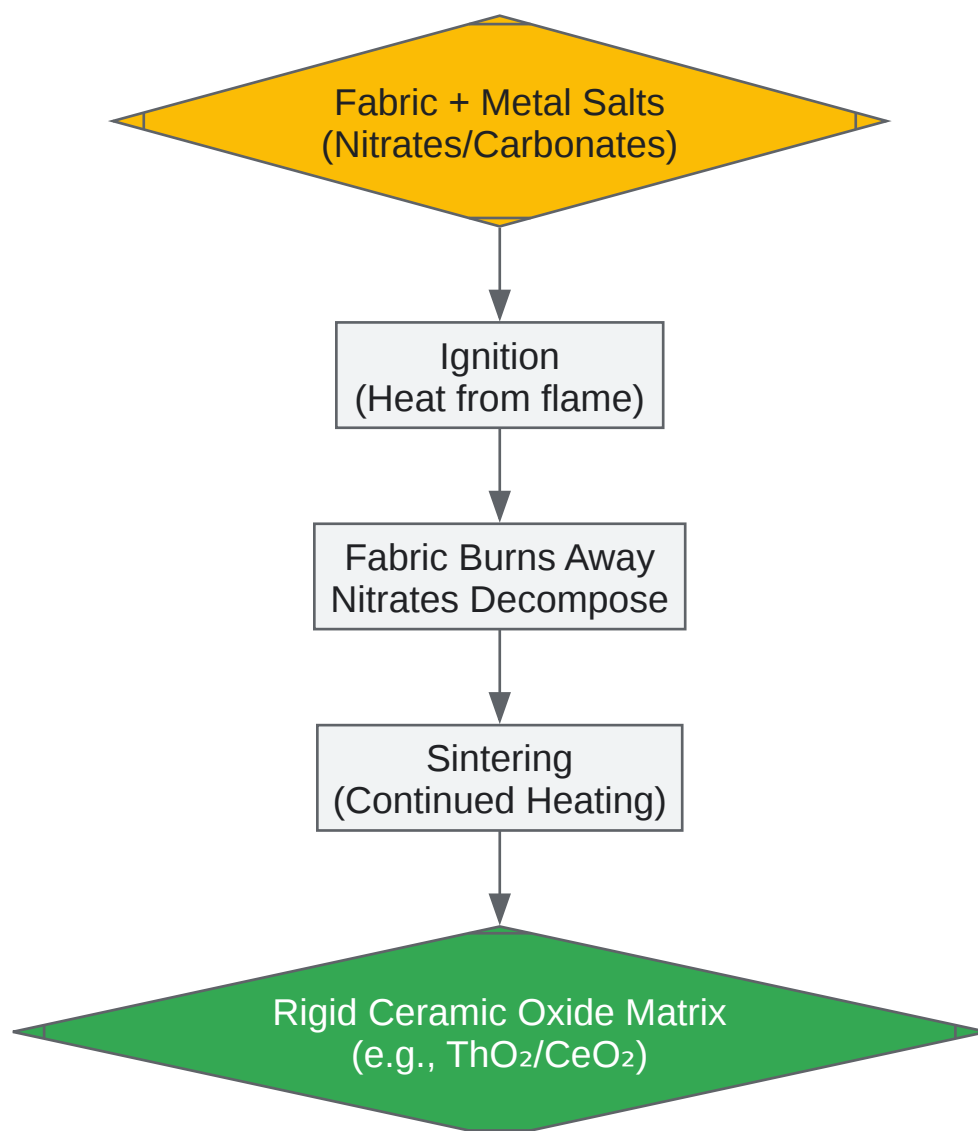 Fabric + Metal Salts
(Nitrates/Carbonates)
Ignition
(Heat from flame)
Fabric Burns Away
Nitrates Decompose
Sintering
(Continued Heating)
Rigid Ceramic Oxide Matrix
(e.g., ThO₂/CeO₂)